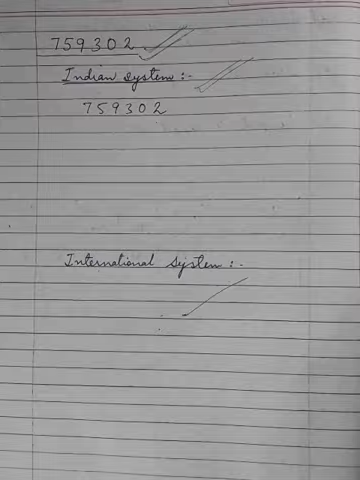 759302
Indian system :-
759302
International System :-